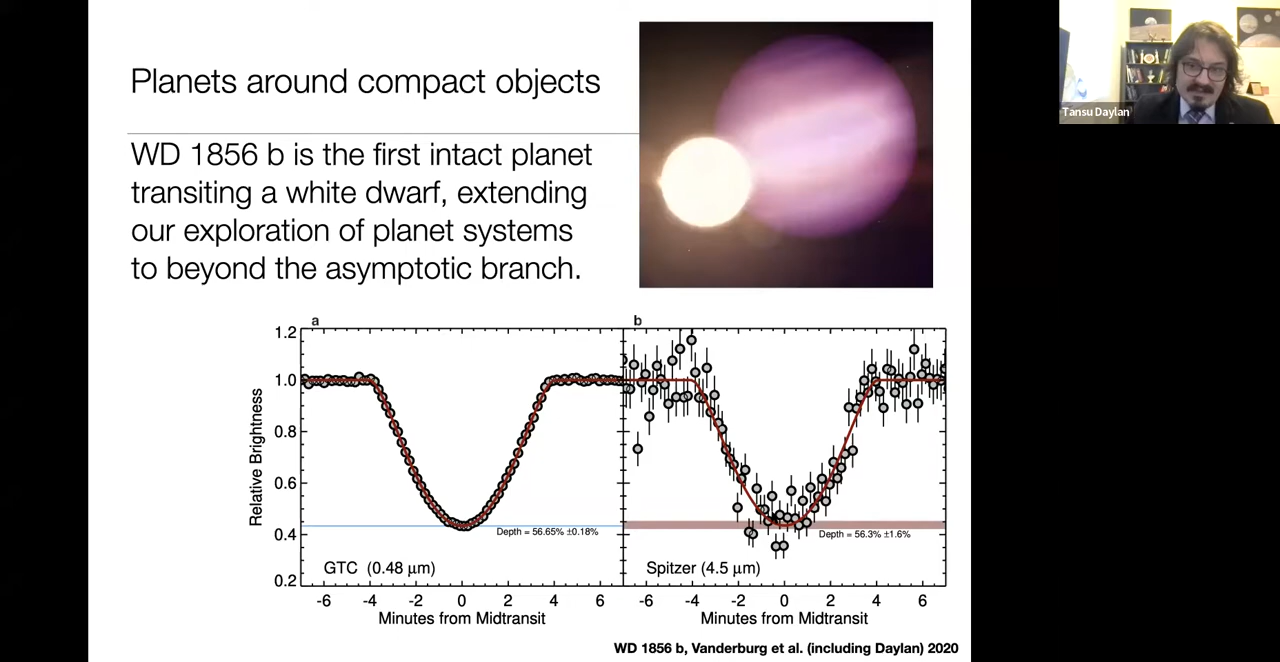 Planets around compact objects
WD 1856 b is the first intact planet
transiting a white dwarf, extending
our exploration of planet systems
to beyond the asymptotic branch.
Tansu Daylan
a
b
1.2
1.0
0.8
0.6
0.4
0.2
Relative Brightness
Depth = 56.65% ±0.18%
GTC (0.48 μm)
Depth = 56.3% ±1.6%
Spitzer (4.5 μm)
-6 -4 -2 0 2 4 6
-6 -4 -2 0 2 4 6
Minutes from Midtransit
Minutes from Midtransit
WD 1856 b, Vanderburg et al. (including Daylan) 2020